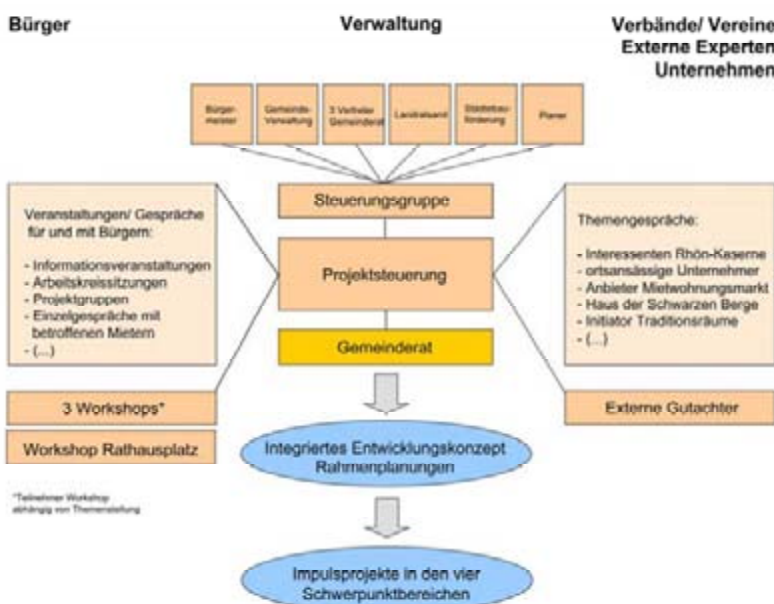 Bürger
Verwaltung
Verbände/ Vereine
Externe Experten
Unternehmen
Bürger-
meister
Gemeinde-
Verwaltung
3 Vertreter
Gemeinderat
Landratsamt
Städtebau-
förderung
Planer
Steuerungsgruppe
Projektsteuerung
Gemeinderat
Veranstaltungen/ Gespräche
für und mit Bürgern:
- Informationsveranstaltungen
- Arbeitskreissitzungen
- Projektgruppen
- Einzelgespräche mit
betroffenen Mietern
- (...)
3 Workshops*
Workshop Rathausplatz
*Teilnehmer Workshop
abhängig von Themenstellung
Themengespräche:
- Interessenten Rhön-Kaserne
- ortsansässige Unternehmer
- Anbieter Mietwohnungsmarkt
- Haus der Schwarzen Berge
- Initiator Traditionsräume
- (...)
Externe Gutachter
Integriertes Entwicklungskonzept
Rahmenplanungen
Impulsprojekte in den vier
Schwerpunktbereichen